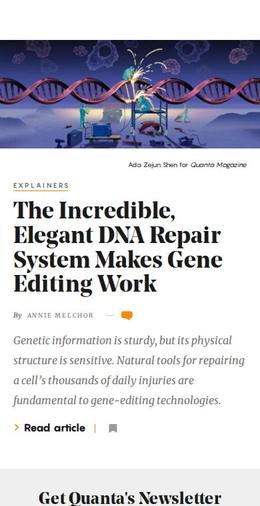 Ada Zejun Shen for Quanta Magazine
EXPLAINERS
The Incredible,
Elegant DNA Repair
System Makes Gene
Editing Work
By ANNIE MELCHOR —
Genetic information is sturdy, but its physical
structure is sensitive. Natural tools for repairing
a cell's thousands of daily injuries are
fundamental to gene-editing technologies.
Read article |
Get Quanta's Newsletter